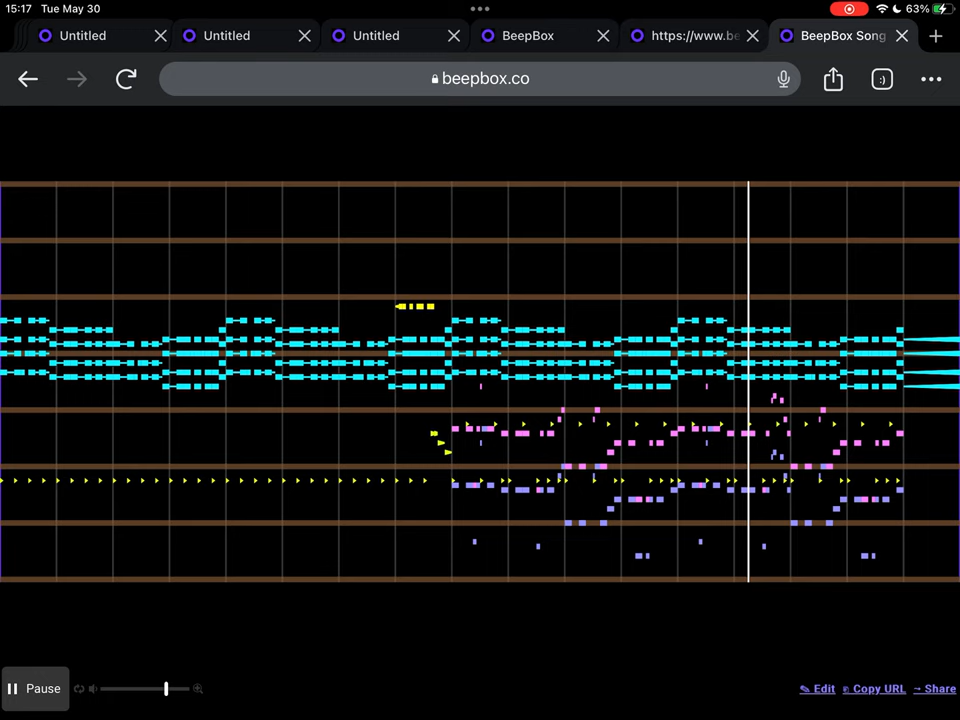 15:17 Tue May 30 63%
Untitled Untitled Untitled BeepBox https://www.be BeepBox Song
beepbox.co
Pause Edit Copy URL → Share